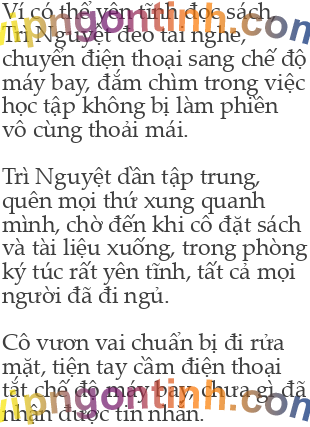 Ví có thể yên tĩnh đọc sách,
Trì Nguyệt đeo tai nghe,
chuyển điện thoại sang chế độ
máy bay, đắm chìm trong việc
học tập không bị làm phiền
vô cùng thoải mái.
Trì Nguyệt dần tập trung,
quên mọi thứ xung quanh
mình, chờ đến khi cô đặt sách
và tài liệu xuống, trong phòng
ký túc rất yên tĩnh, tất cả mọi
người đã đi ngủ.
Cô vươn vai chuẩn bị đi rửa
mặt, tiện tay cầm điện thoại
tắt chế độ máy bay, chưa gì đã
nhận được tin nhắn.
vipngontinh.com
vipngontinh.com